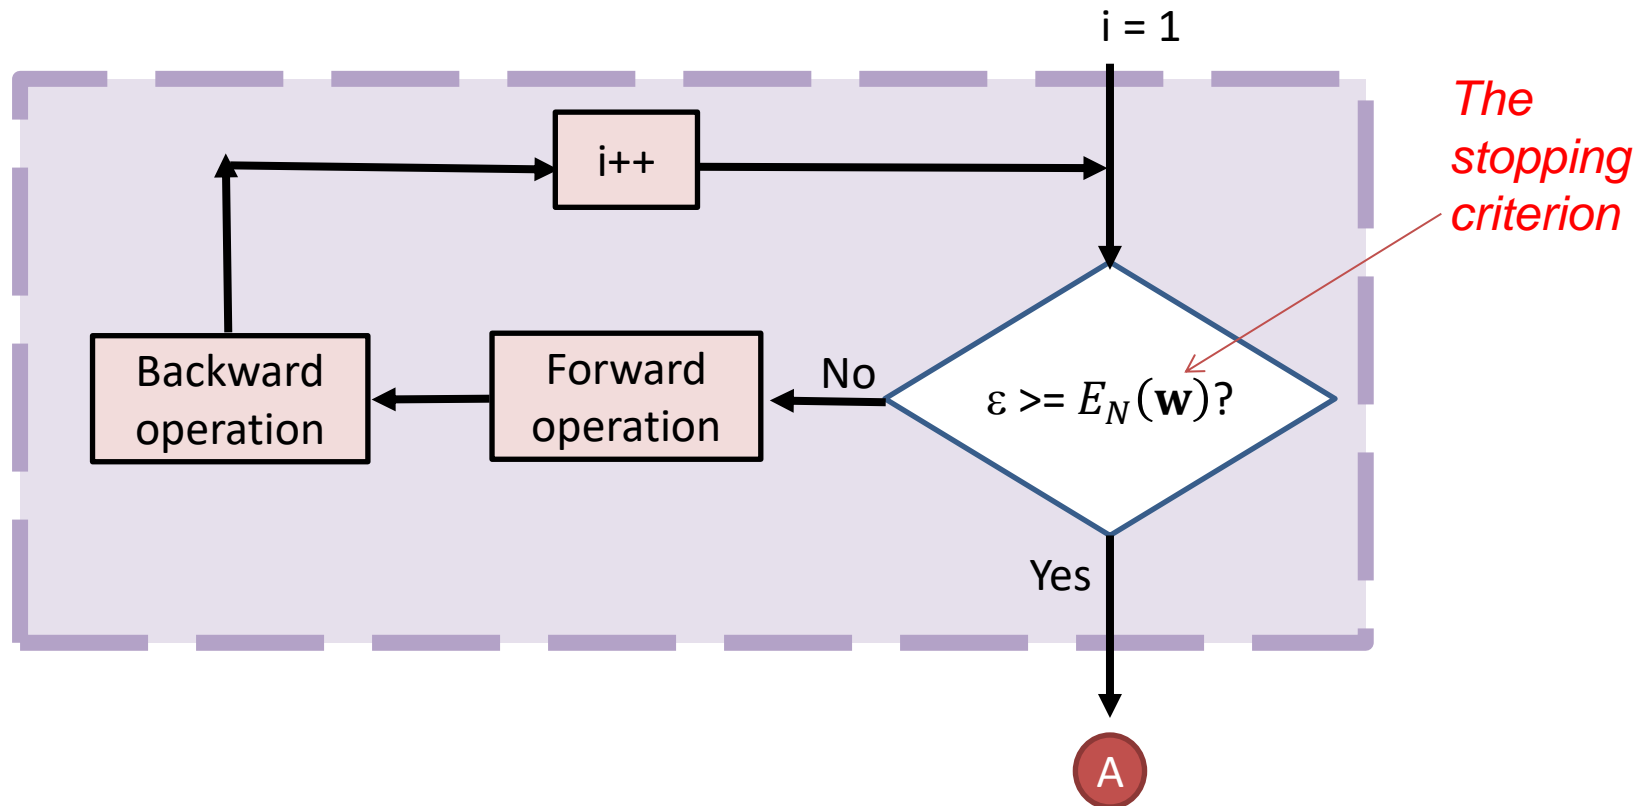 i = 1
The
stopping
criterion
i++
Backward
operation
Forward
operation
No
ε >= E_N(𝐰)?
Yes
A